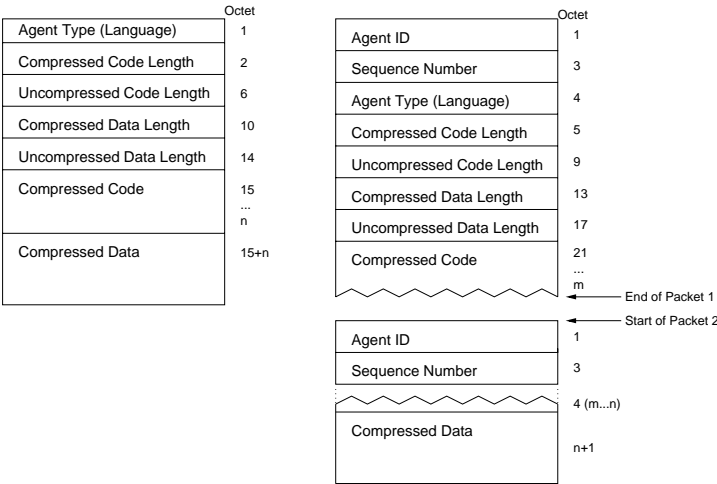 Octet
Agent Type (Language) 1
Compressed Code Length 2
Uncompressed Code Length 6
Compressed Data Length 10
Uncompressed Data Length 14
Compressed Code 15
...
n
Compressed Data 15+n
Octet
Agent ID 1
Sequence Number 3
Agent Type (Language) 4
Compressed Code Length 5
Uncompressed Code Length 9
Compressed Data Length 13
Uncompressed Data Length 17
Compressed Code 21
...
m
End of Packet 1
Start of Packet 2
Agent ID 1
Sequence Number 3
4 (m...n)
Compressed Data
n+1